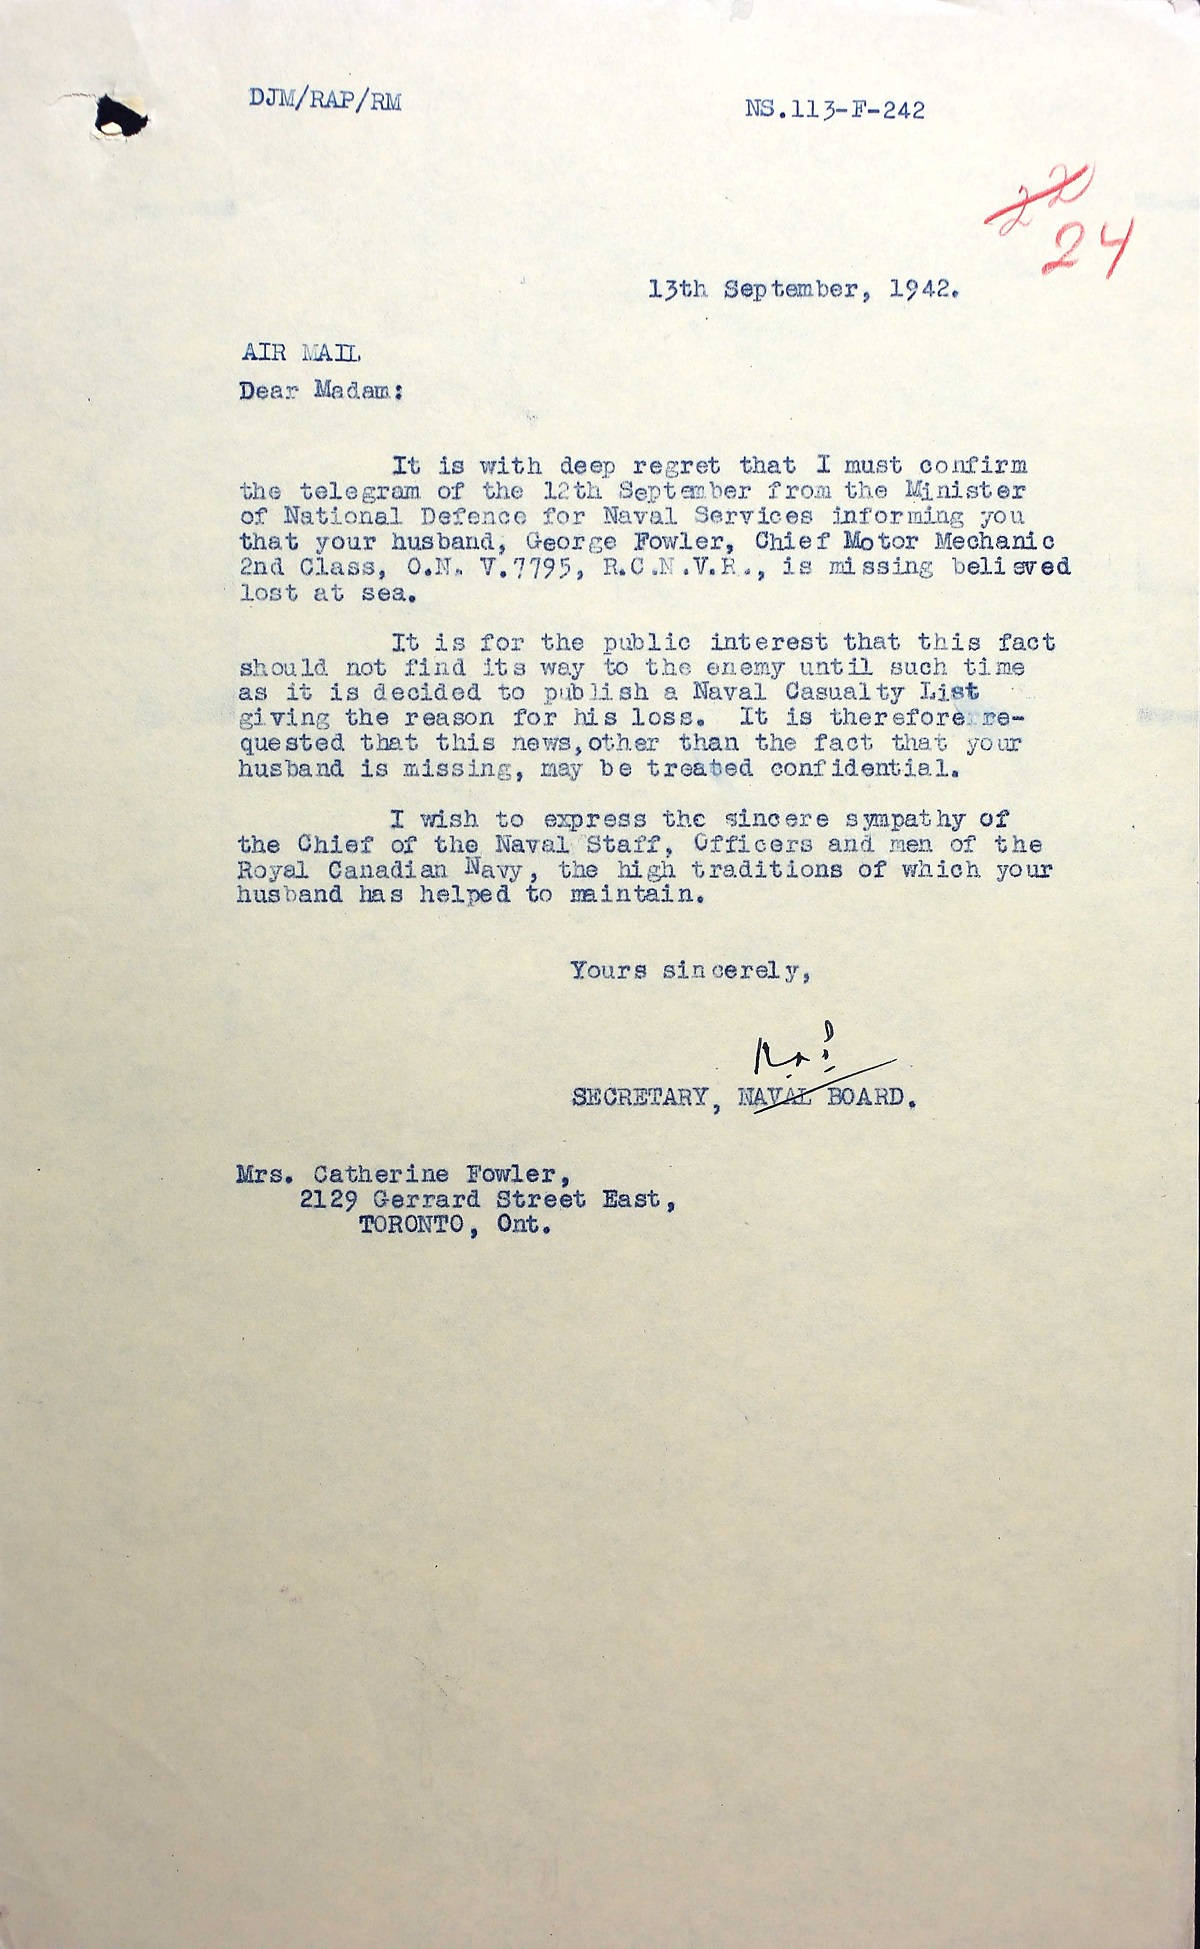 DJM/RAP/RM
NS.113-F-242
22
24
13th September, 1942.
AIR MAIL
Dear Madam:
It is with deep regret that I must confirm
the telegram of the 12th September from the Minister
of National Defence for Naval Services informing you
that your husband, George Fowler, Chief Motor Mechanic
2nd Class, O.N. V.7795, R.C.N.V.R., is missing believed
lost at sea.
It is for the public interest that this fact
should not find its way to the enemy until such time
as it is decided to publish a Naval Casualty List
giving the reason for his loss. It is therefore re-
quested that this news,other than the fact that your
husband is missing, may be treated confidential.
I wish to express the sincere sympathy of
the Chief of the Naval Staff, Officers and men of the
Royal Canadian Navy, the high traditions of which your
husband has helped to maintain.
Yours sincerely,
SECRETARY, NAVAL BOARD.
Mrs. Catherine Fowler,
2129 Gerrard Street East,
TORONTO, Ont.